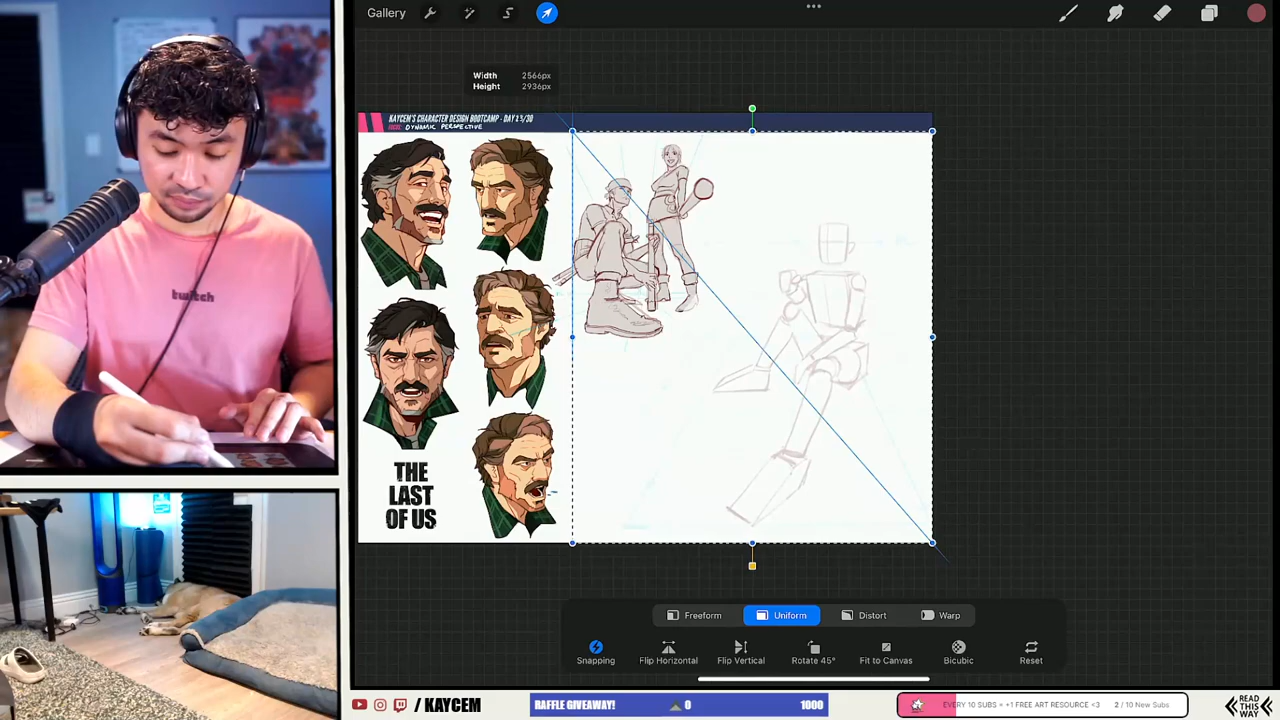 Gallery
Width 2566px
Height 2936px
KAYCEM'S CHARACTER DESIGN BOOTCAMP - DAY
DYNAMIC PERSPECTIVE
twitch
THE
LAST
OF US
Freeform Uniform Distort Warp
Snapping Flip Horizontal Flip Vertical Rotate 45° Fit to Canvas Bicubic Reset
/ KAYCEM
RAFFLE GIVEAWAY! 0 1000
EVERY 10 SUBS = +1 FREE ART RESOURCE <3 2 / 10 New Subs
READ
THIS
WAY